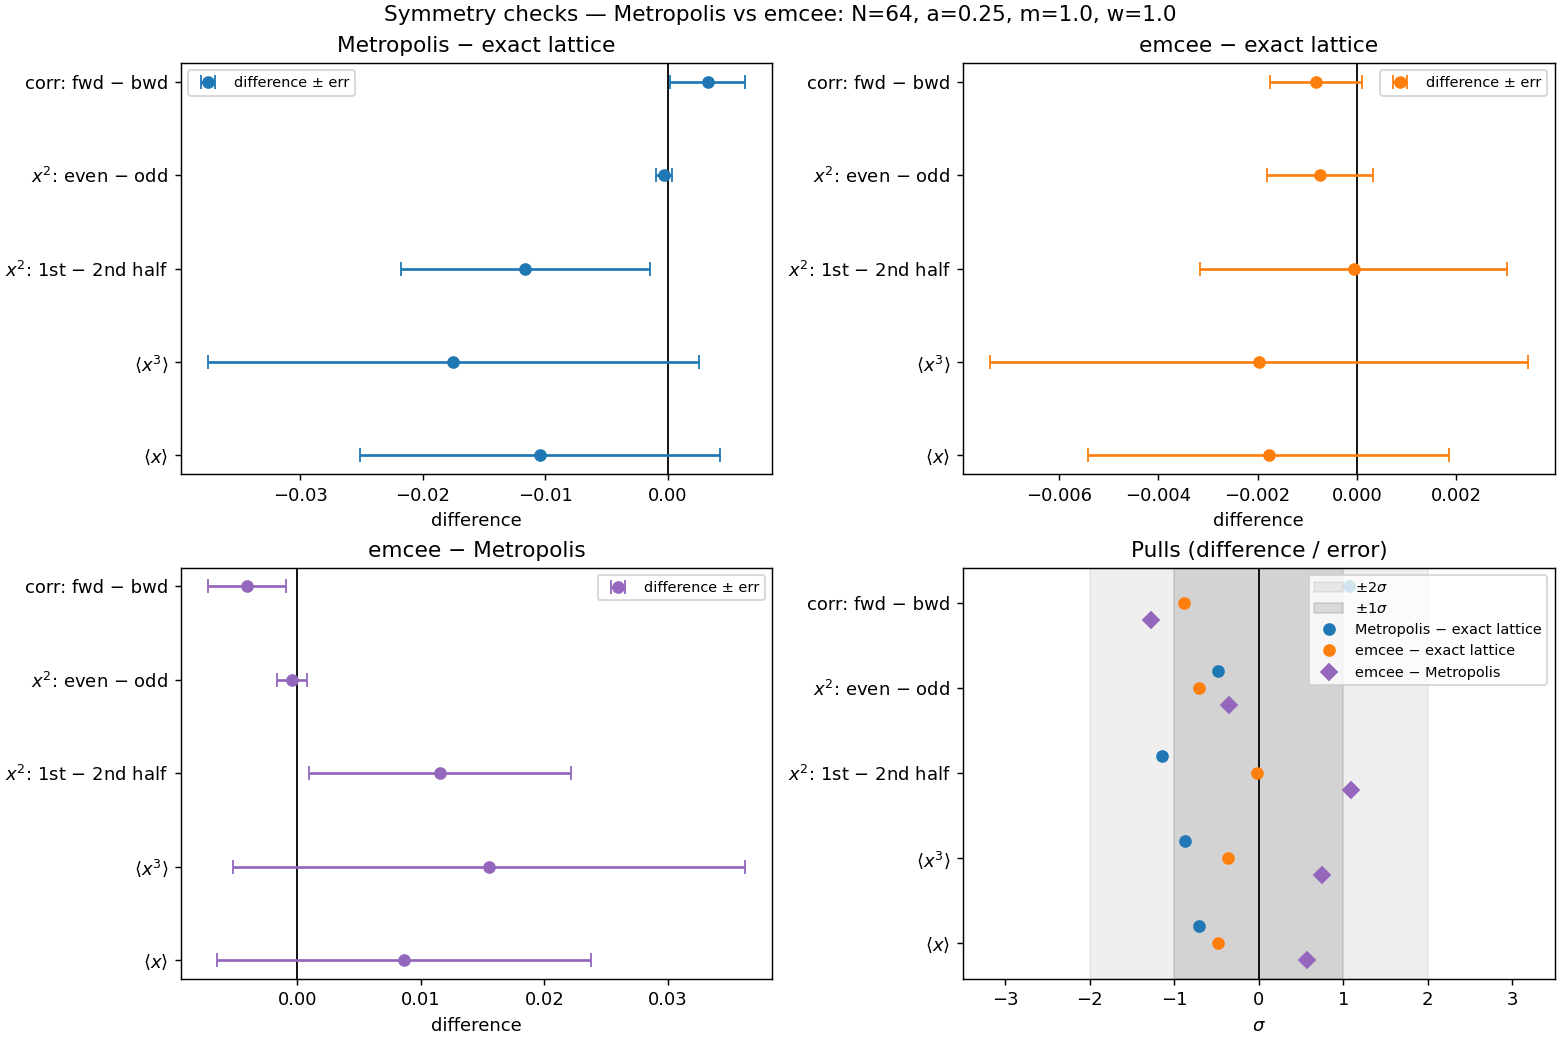 Symmetry checks — Metropolis vs emcee: N=64, a=0.25, m=1.0, w=1.0
Metropolis − exact lattice
corr: fwd − bwd
x²: even − odd
x²: 1st − 2nd half
⟨x³⟩
⟨x⟩
difference ± err
−0.03 −0.02 −0.01 0.00
difference
emcee − exact lattice
corr: fwd − bwd
x²: even − odd
x²: 1st − 2nd half
⟨x³⟩
⟨x⟩
difference ± err
−0.006 −0.004 −0.002 0.000 0.002
difference
emcee − Metropolis
corr: fwd − bwd
x²: even − odd
x²: 1st − 2nd half
⟨x³⟩
⟨x⟩
difference ± err
0.00 0.01 0.02 0.03
difference
Pulls (difference / error)
corr: fwd − bwd
x²: even − odd
x²: 1st − 2nd half
⟨x³⟩
⟨x⟩
±2σ
±1σ
Metropolis − exact lattice
emcee − exact lattice
emcee − Metropolis
−3 −2 −1 0 1 2 3
σ